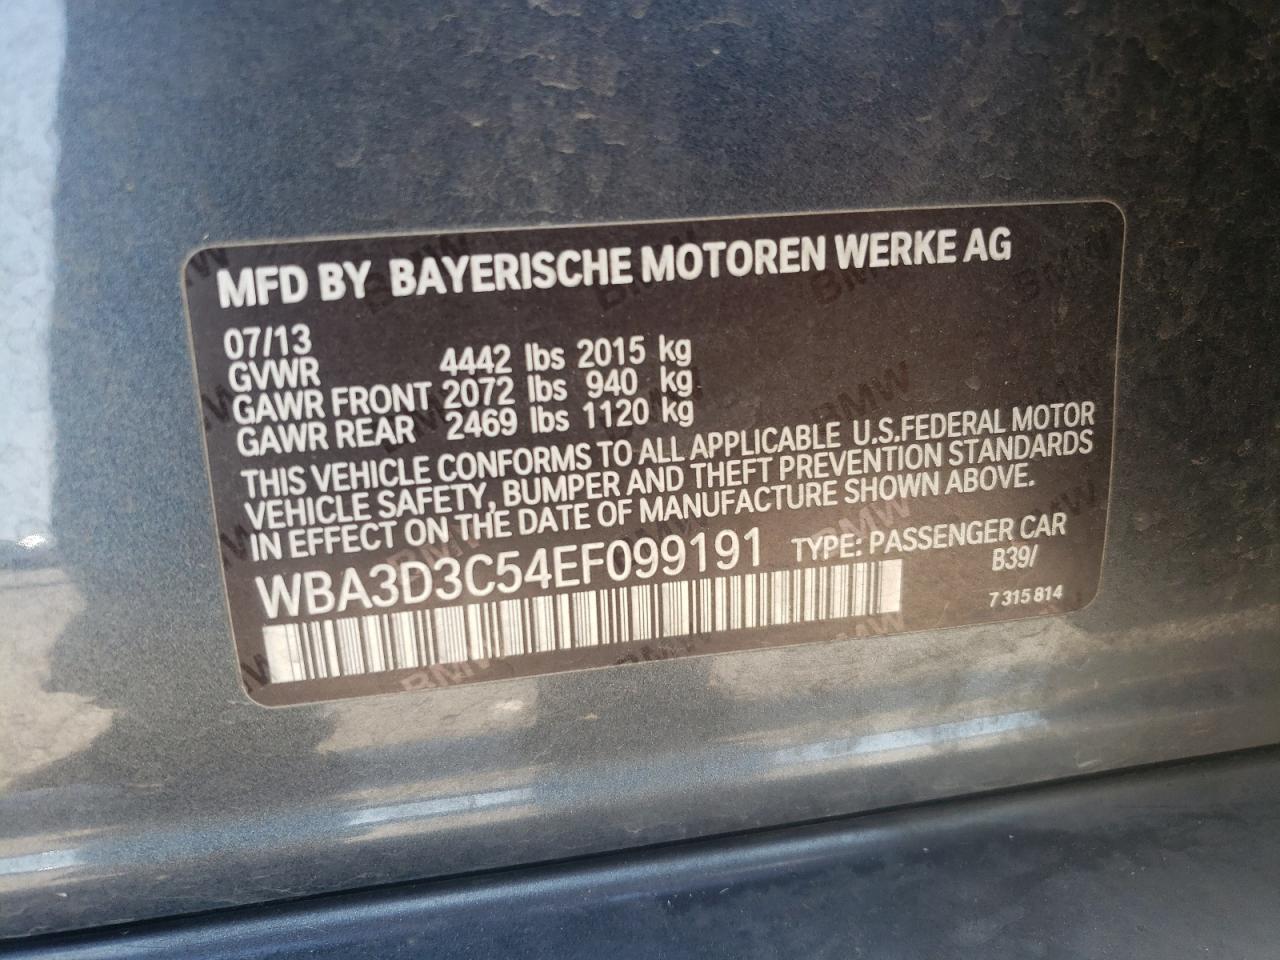 MFD BY BAYERISCHE MOTOREN WERKE AG
07/13
GVWR 4442 lbs 2015 kg
GAWR FRONT 2072 lbs 940 kg
GAWR REAR 2469 lbs 1120 kg
THIS VEHICLE CONFORMS TO ALL APPLICABLE U.S.FEDERAL MOTOR
VEHICLE SAFETY, BUMPER AND THEFT PREVENTION STANDARDS
IN EFFECT ON THE DATE OF MANUFACTURE SHOWN ABOVE.
WBA3D3C54EF099191 TYPE: PASSENGER CAR
B39/
7 315 814